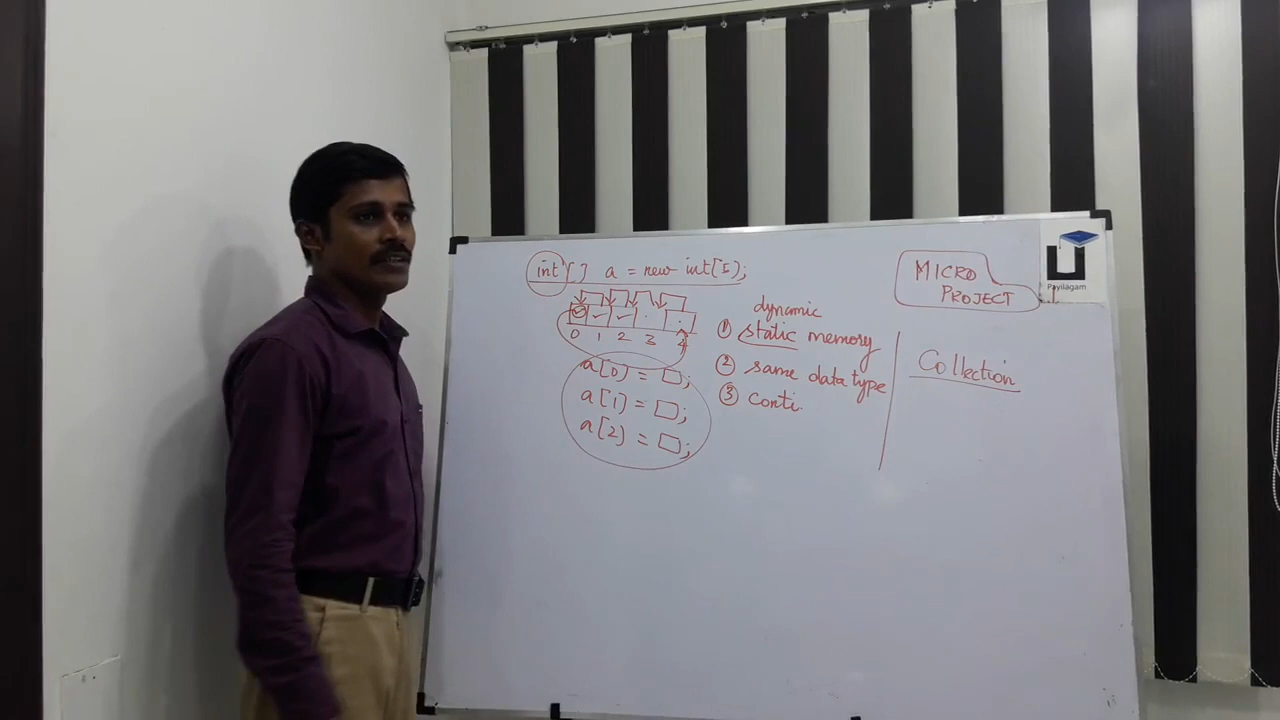 int[] a = new int[5];
0 1 2 3 4
a[0] = ;
a[1] = ;
a[2] = ;
dynamic
① static memory
② same data type
③ conti
MICRO
PROJECT
Payilagam
Collection